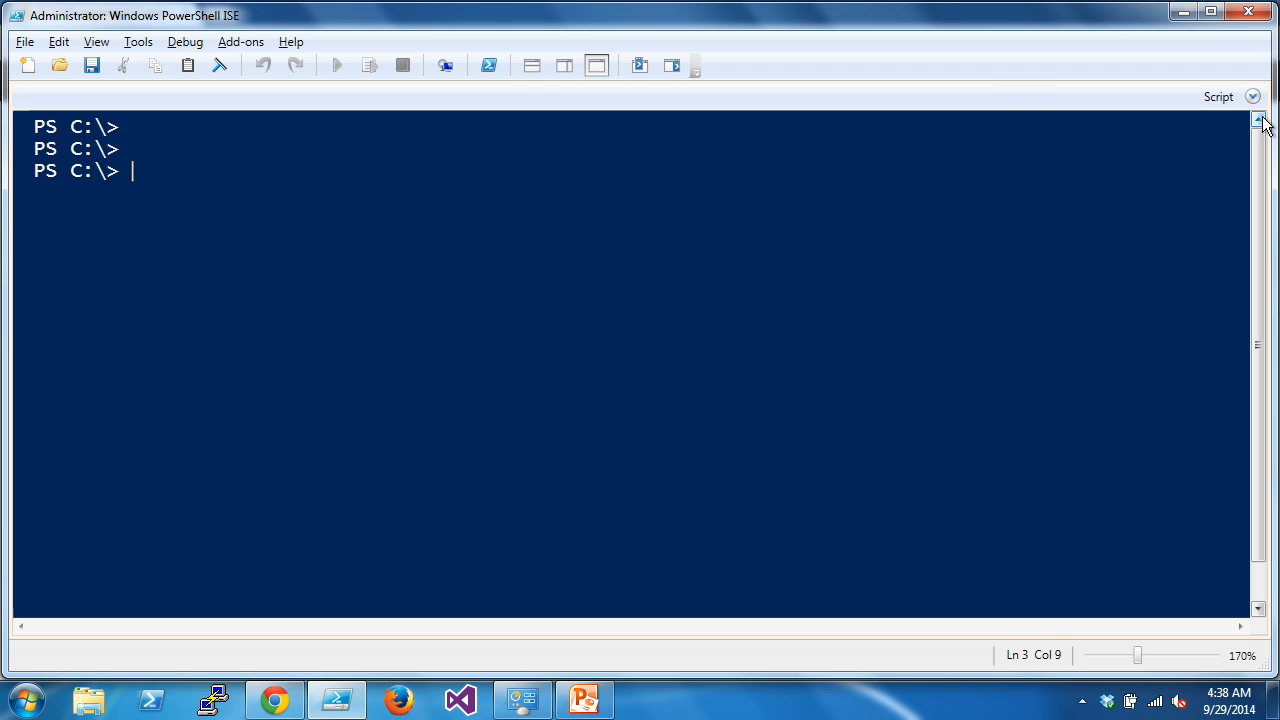 Administrator: Windows PowerShell ISE
File Edit View Tools Debug Add-ons Help
Script
PS C:\>
PS C:\>
PS C:\>
Ln 3 Col 9
170%
4:38 AM
9/29/2014